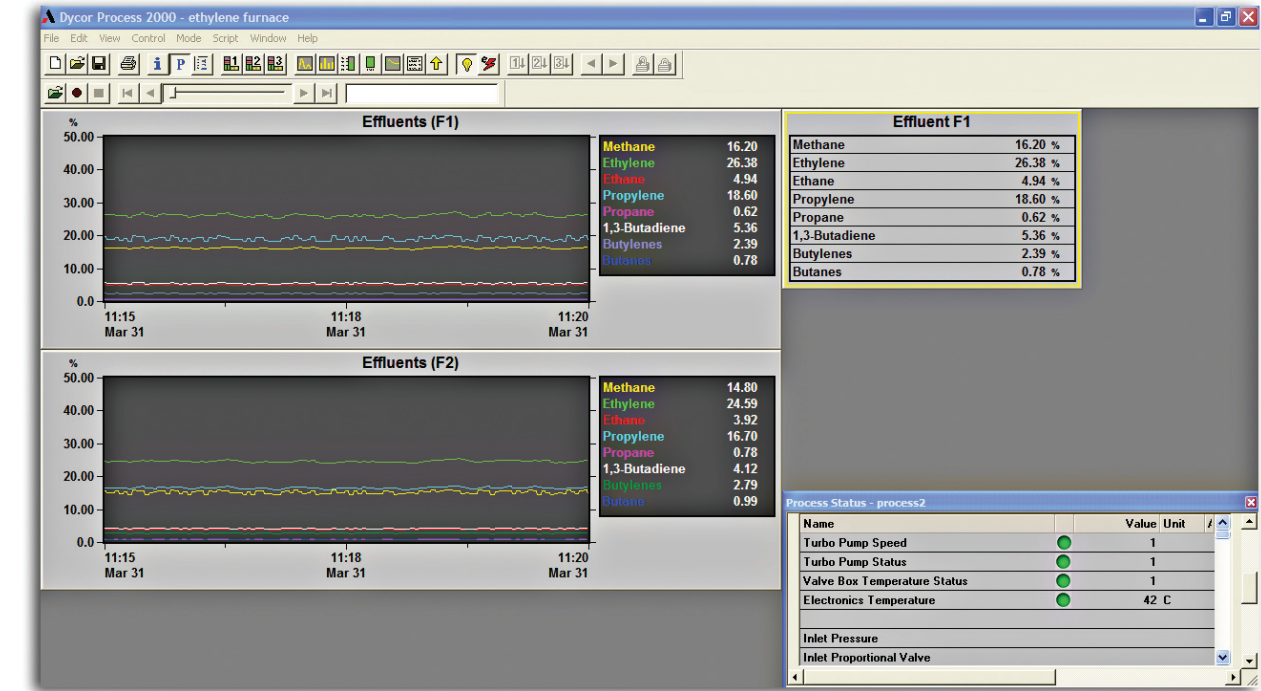 Dycor Process 2000 - ethylene furnace
File Edit View Control Mode Script Window Help
Effluents (F1)
%
50.00
40.00
30.00
20.00
10.00
0.0
11:15 11:18 11:20
Mar 31 Mar 31 Mar 31
Methane 16.20
Ethylene 26.38
Ethane 4.94
Propylene 18.60
Propane 0.62
1,3-Butadiene 5.36
Butylenes 2.39
Butanes 0.78
Effluent F1
Methane 16.20 %
Ethylene 26.38 %
Ethane 4.94 %
Propylene 18.60 %
Propane 0.62 %
1,3-Butadiene 5.36 %
Butylenes 2.39 %
Butanes 0.78 %
Effluents (F2)
%
50.00
40.00
30.00
20.00
10.00
0.0
11:15 11:18 11:20
Mar 31 Mar 31 Mar 31
Methane 14.80
Ethylene 24.59
Ethane 3.92
Propylene 16.70
Propane 0.78
1,3-Butadiene 4.12
Butylenes 2.79
Butane 0.99
Process Status - process2
Name Value Unit
Turbo Pump Speed 1
Turbo Pump Status 1
Valve Box Temperature Status 1
Electronics Temperature 42 C
Inlet Pressure
Inlet Proportional Valve